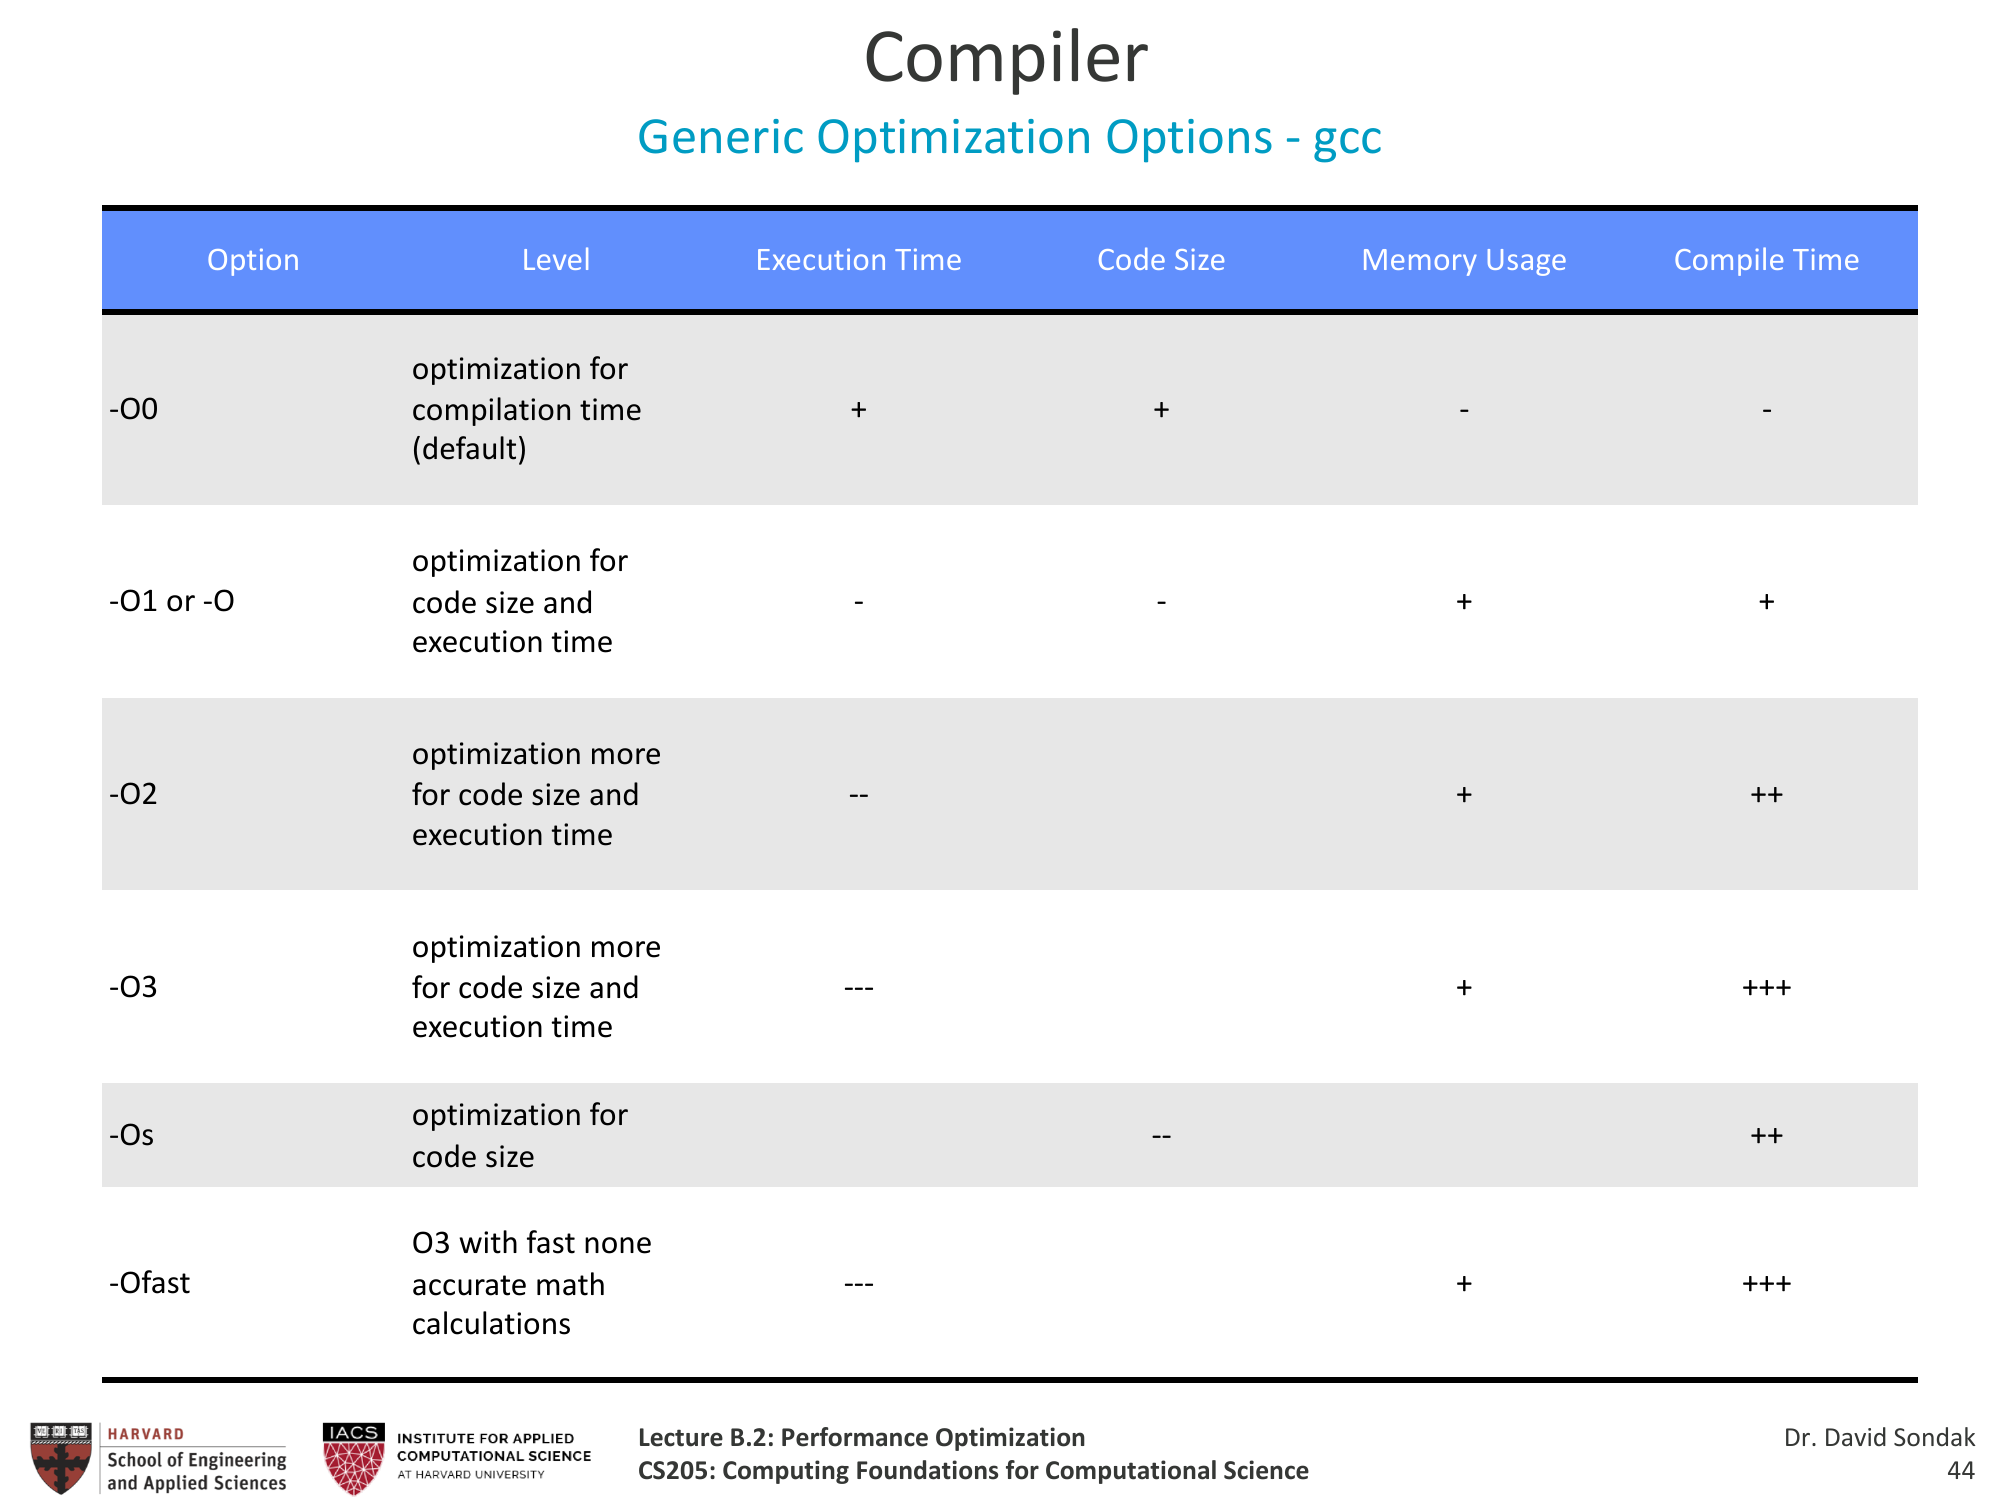 Compiler
Generic Optimization Options - gcc
Option Level Execution Time Code Size Memory Usage Compile Time
-O0
optimization for
compilation time
(default)
+ + - -
-O1 or -O
optimization for
code size and
execution time
- - + +
-O2
optimization more
for code size and
execution time
-- + ++
-O3
optimization more
for code size and
execution time
--- + +++
-Os
optimization for
code size
-- ++
-Ofast
O3 with fast none
accurate math
calculations
--- + +++
HARVARD
School of Engineering
and Applied Sciences
IACS
INSTITUTE FOR APPLIED
COMPUTATIONAL SCIENCE
AT HARVARD UNIVERSITY
Lecture B.2: Performance Optimization
CS205: Computing Foundations for Computational Science
Dr. David Sondak
44